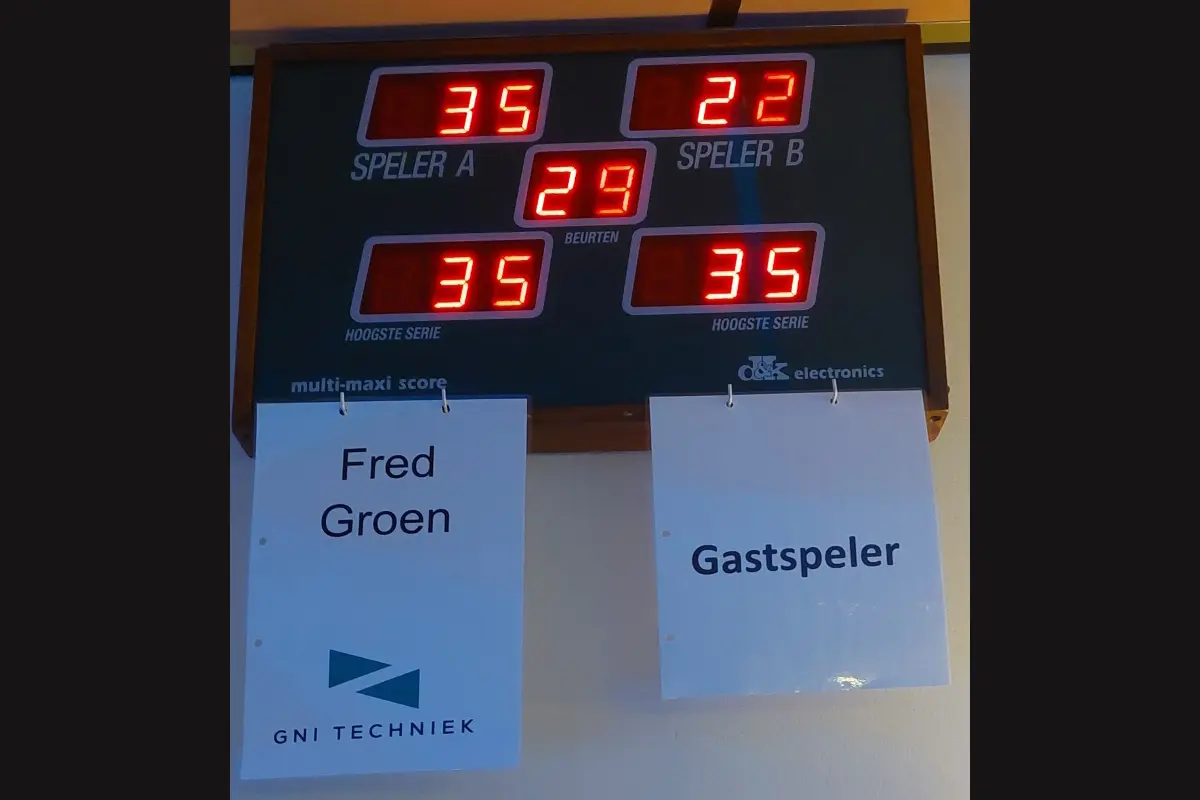 35
22
SPELER A
SPELER B
29
BEURTEN
35
35
HOOGSTE SERIE
HOOGSTE SERIE
multi-maxi score
d&k electronics
Fred
Groen
GNI TECHNIEK
Gastspeler